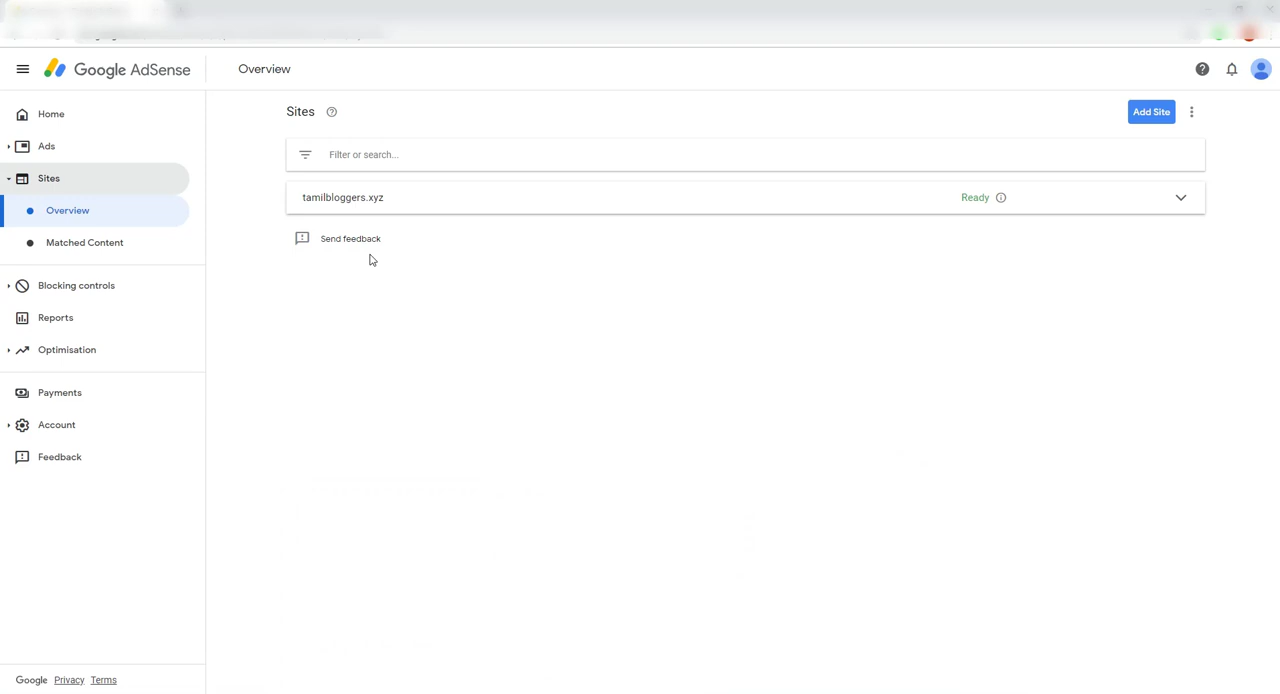 Google AdSense
Overview
Home
Ads
Sites
Overview
Matched Content
Blocking controls
Reports
Optimisation
Payments
Account
Feedback
Google Privacy Terms
Sites
Add Site
Filter or search...
tamilbloggers.xyz Ready
Send feedback